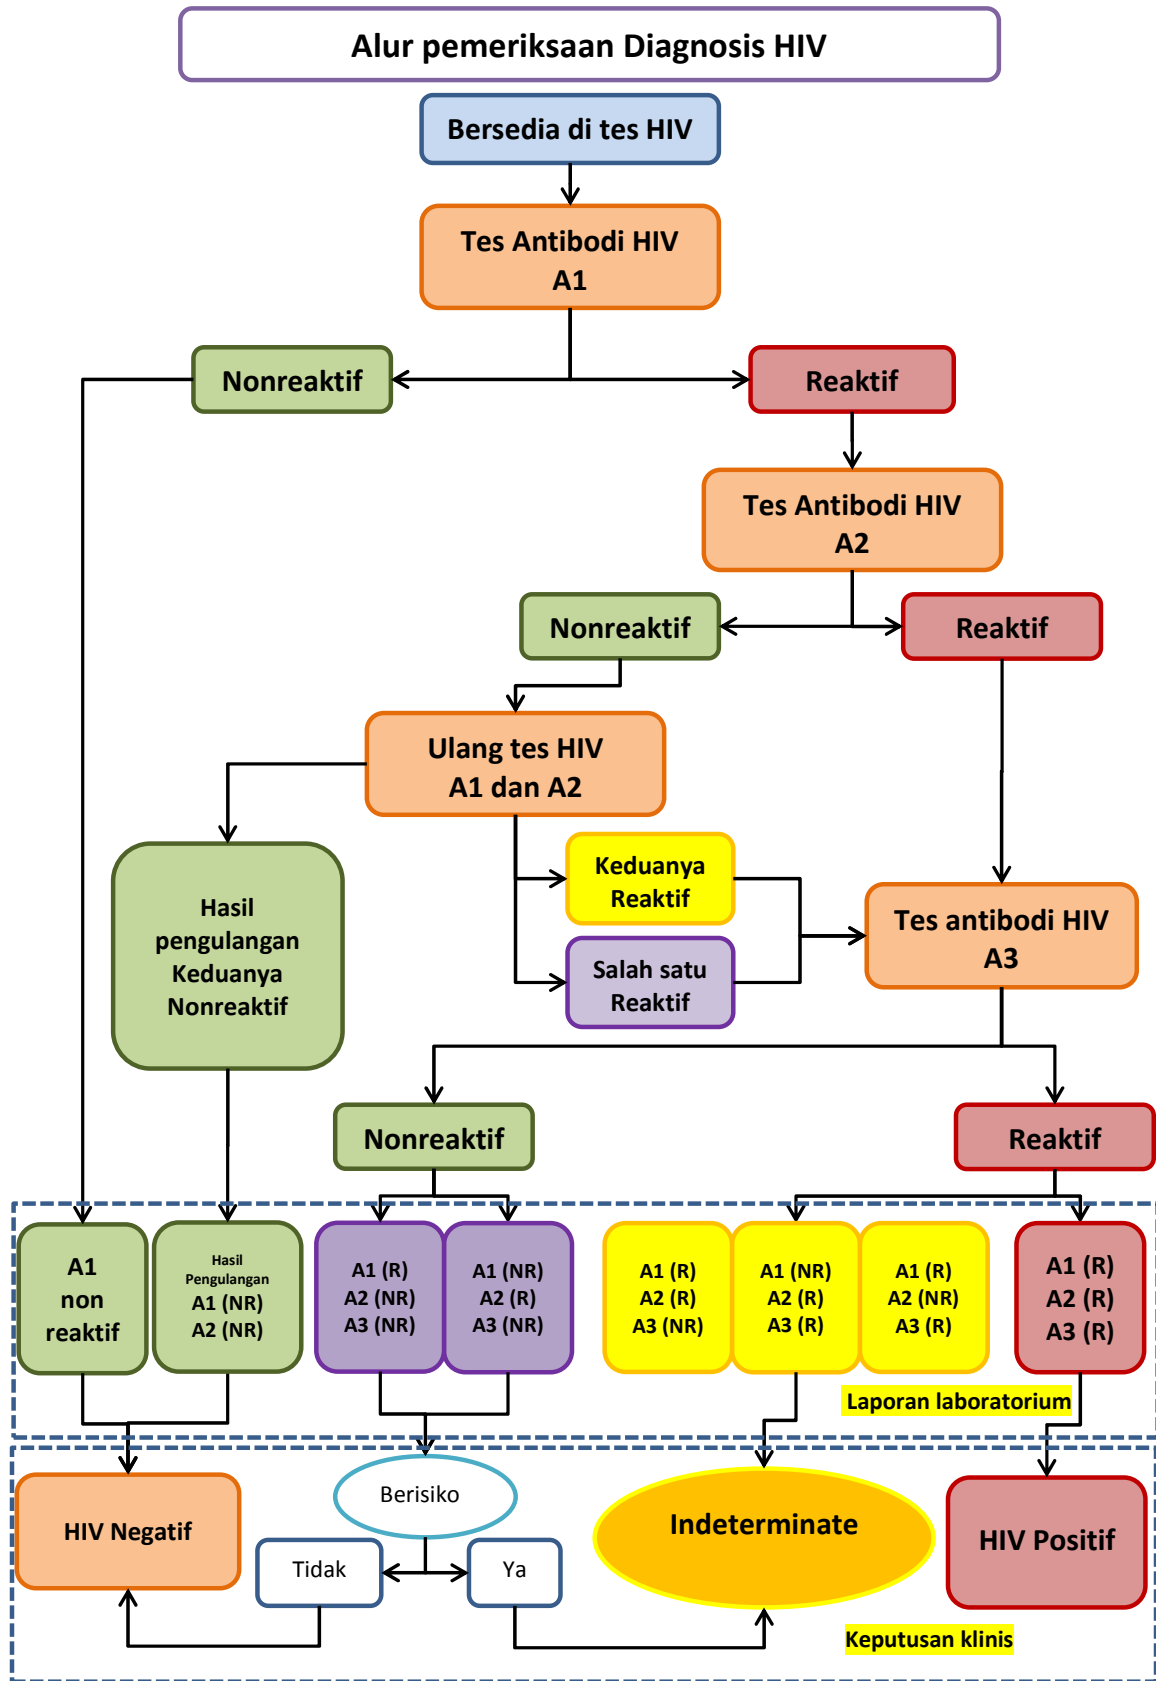 Alur pemeriksaan Diagnosis HIV
Bersedia di tes HIV
Tes Antibodi HIV
A1
Nonreaktif
Reaktif
Tes Antibodi HIV
A2
Nonreaktif
Reaktif
Ulang tes HIV
A1 dan A2
Keduanya
Reaktif
Hasil
pengulangan
Keduanya
Nonreaktif
Tes antibodi HIV
A3
Salah satu
Reaktif
Nonreaktif
Reaktif
A1
non
reaktif
Hasil
Pengulangan
A1 (NR)
A2 (NR)
A1 (R)
A2 (NR)
A3 (NR)
A1 (NR)
A2 (R)
A3 (NR)
A1 (R)
A2 (R)
A3 (NR)
A1 (NR)
A2 (R)
A3 (R)
A1 (R)
A2 (NR)
A3 (R)
A1 (R)
A2 (R)
A3 (R)
Laporan laboratorium
HIV Negatif
Berisiko
Indeterminate
HIV Positif
Tidak
Ya
Keputusan klinis